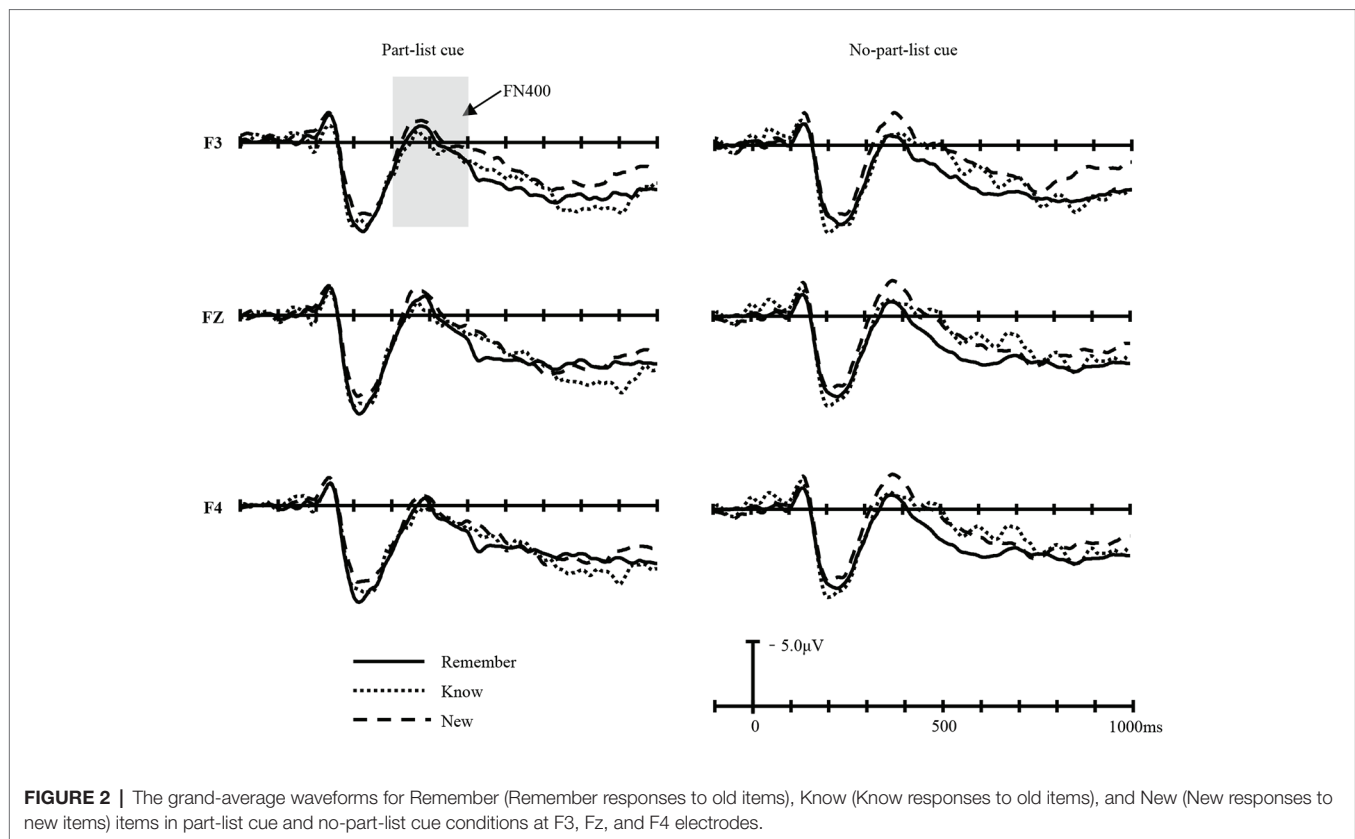 Part-list cue
No-part-list cue
FN400
F3
FZ
F4
Remember
Know
New
- 5.0μV
0
500
1000ms
FIGURE 2 | The grand-average waveforms for Remember (Remember responses to old items), Know (Know responses to old items), and New (New responses to
new items) items in part-list cue and no-part-list cue conditions at F3, Fz, and F4 electrodes.